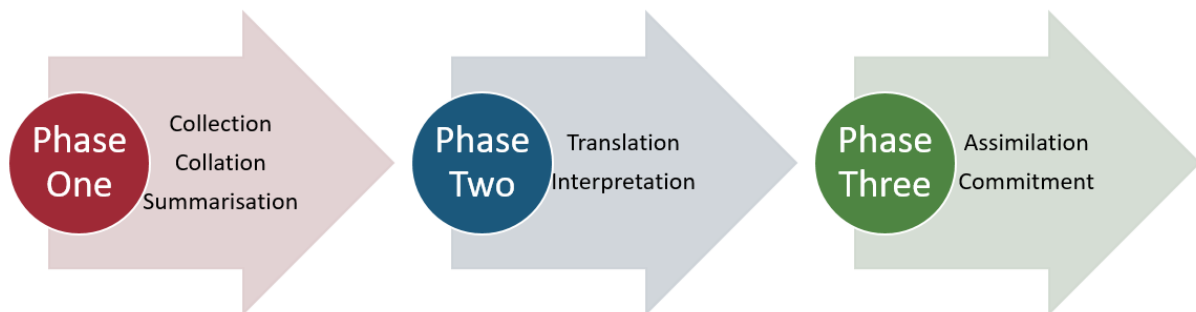 Phase
One
Collection
Collation
Summarisation
Phase
Two
Translation
Interpretation
Phase
Three
Assimilation
Commitment